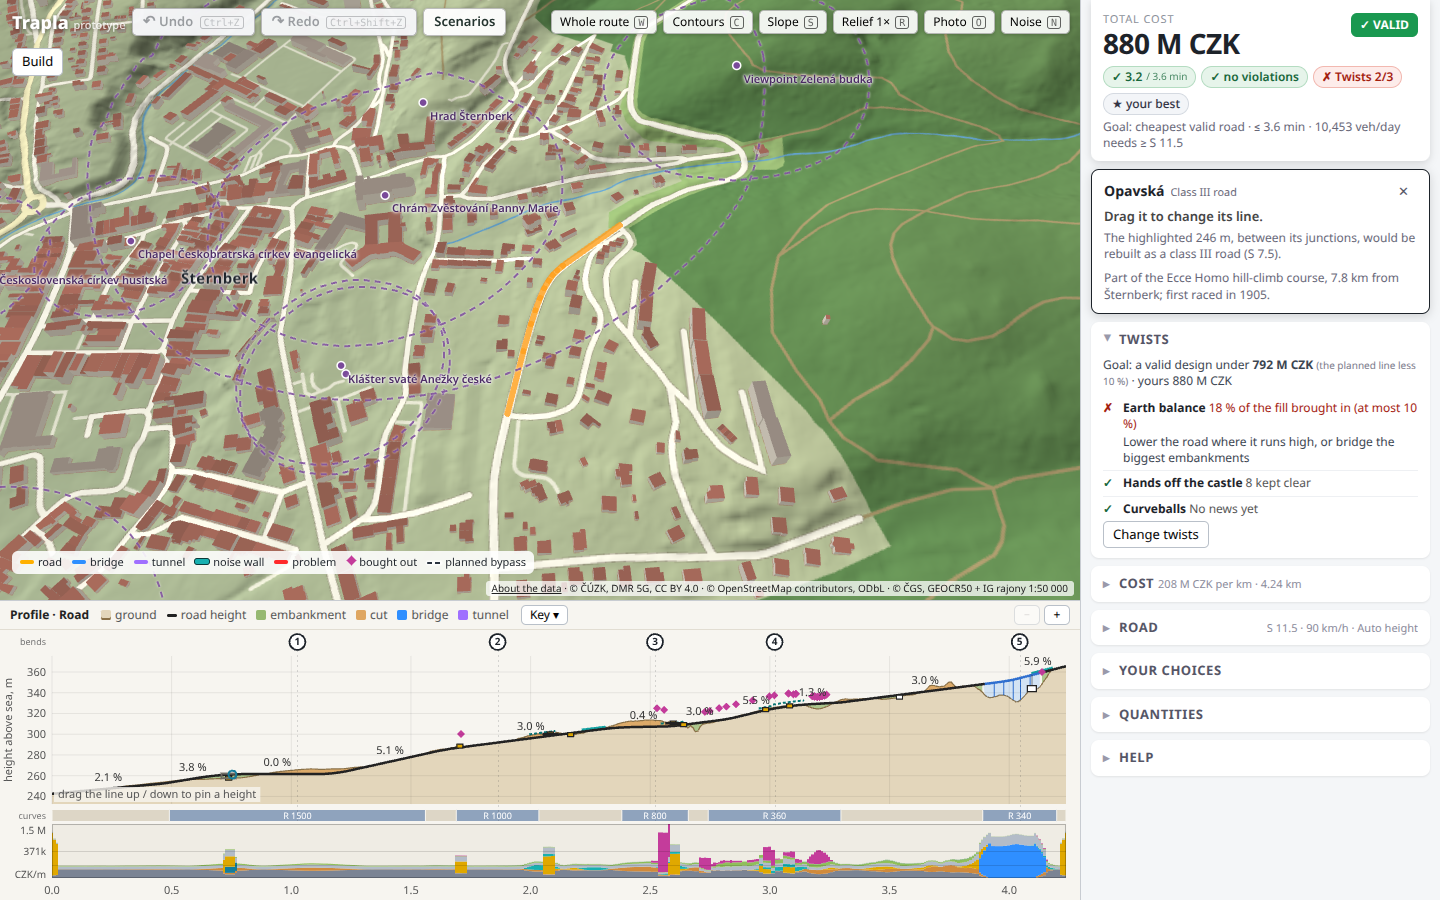 Trapla prototype
↶ Undo Ctrl+Z
↷ Redo Ctrl+Shift+Z
Scenarios
Whole route W
Contours C
Slope S
Relief 1× R
Photo O
Noise N
Build
Viewpoint Zelená budka
Hrad Šternberk
Chrám Zvěstování Panny Marie
Chapel Českobratrská církev evangelická
Československá církev husitská
Šternberk
Klášter svaté Anežky české
road
bridge
tunnel
noise wall
problem
bought out
planned bypass
About the data · © ČÚZK, DMR 5G, CC BY 4.0 · © OpenStreetMap contributors, ODbL · © ČGS, GEOCR50 + IG rajony 1:50 000
TOTAL COST
880 M CZK
✓ VALID
✓ 3.2 / 3.6 min
✓ no violations
✗ Twists 2/3
★ your best
Goal: cheapest valid road · ≤ 3.6 min · 10,453 veh/day
needs ≥ S 11.5
Opavská Class III road
✕
Drag it to change its line.
The highlighted 246 m, between its junctions, would be
rebuilt as a class III road (S 7.5).
Part of the Ecce Homo hill-climb course, 7.8 km from
Šternberk; first raced in 1905.
▼ TWISTS
Goal: a valid design under 792 M CZK (the planned line less
10 %) · yours 880 M CZK
✗ Earth balance 18 % of the fill brought in (at most 10
%)
Lower the road where it runs high, or bridge the
biggest embankments
✓ Hands off the castle 8 kept clear
✓ Curveballs No news yet
Change twists
▶ COST 208 M CZK per km · 4.24 km
▶ ROAD S 11.5 · 90 km/h · Auto height
▶ YOUR CHOICES
▶ QUANTITIES
▶ HELP
Profile · Road
ground
road height
embankment
cut
bridge
tunnel
Key ▾
−
+
bends
1
2
3
4
5
height above sea, m
360
340
320
300
280
260
240
2.1 %
3.8 %
0.0 %
5.1 %
3.0 %
0.4 %
3.0 %
5.5 %
1.3 %
3.0 %
5.9 %
drag the line up / down to pin a height
curves
R 1500
R 1000
R 800
R 360
R 340
1.5 M
371k
CZK/m
0.0
0.5
1.0
1.5
2.0
2.5
3.0
3.5
4.0